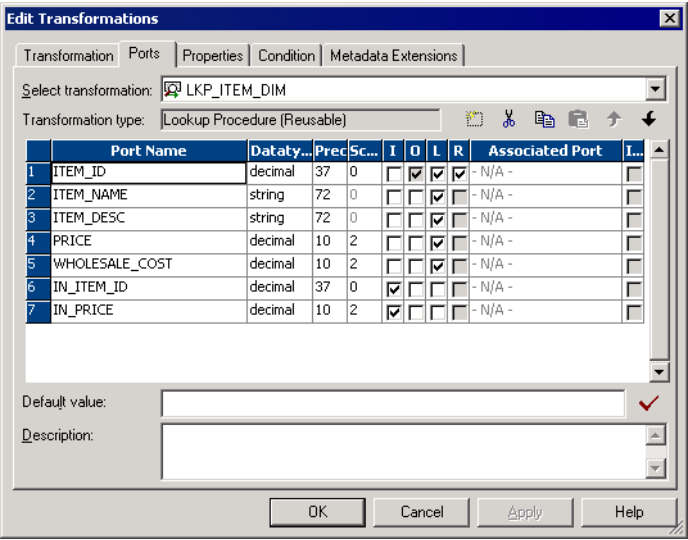 Edit Transformations
Transformation Ports Properties Condition Metadata Extensions
Select transformation: LKP_ITEM_DIM
Transformation type: Lookup Procedure (Reusable)
Port Name Dataty... Prec Sc... I O L R Associated Port I...
1 ITEM_ID decimal 37 0 - N/A -
2 ITEM_NAME string 72 0 - N/A -
3 ITEM_DESC string 72 0 - N/A -
4 PRICE decimal 10 2 - N/A -
5 WHOLESALE_COST decimal 10 2 - N/A -
6 IN_ITEM_ID decimal 37 0 - N/A -
7 IN_PRICE decimal 10 2 - N/A -
Default value:
Description:
OK Cancel Apply Help